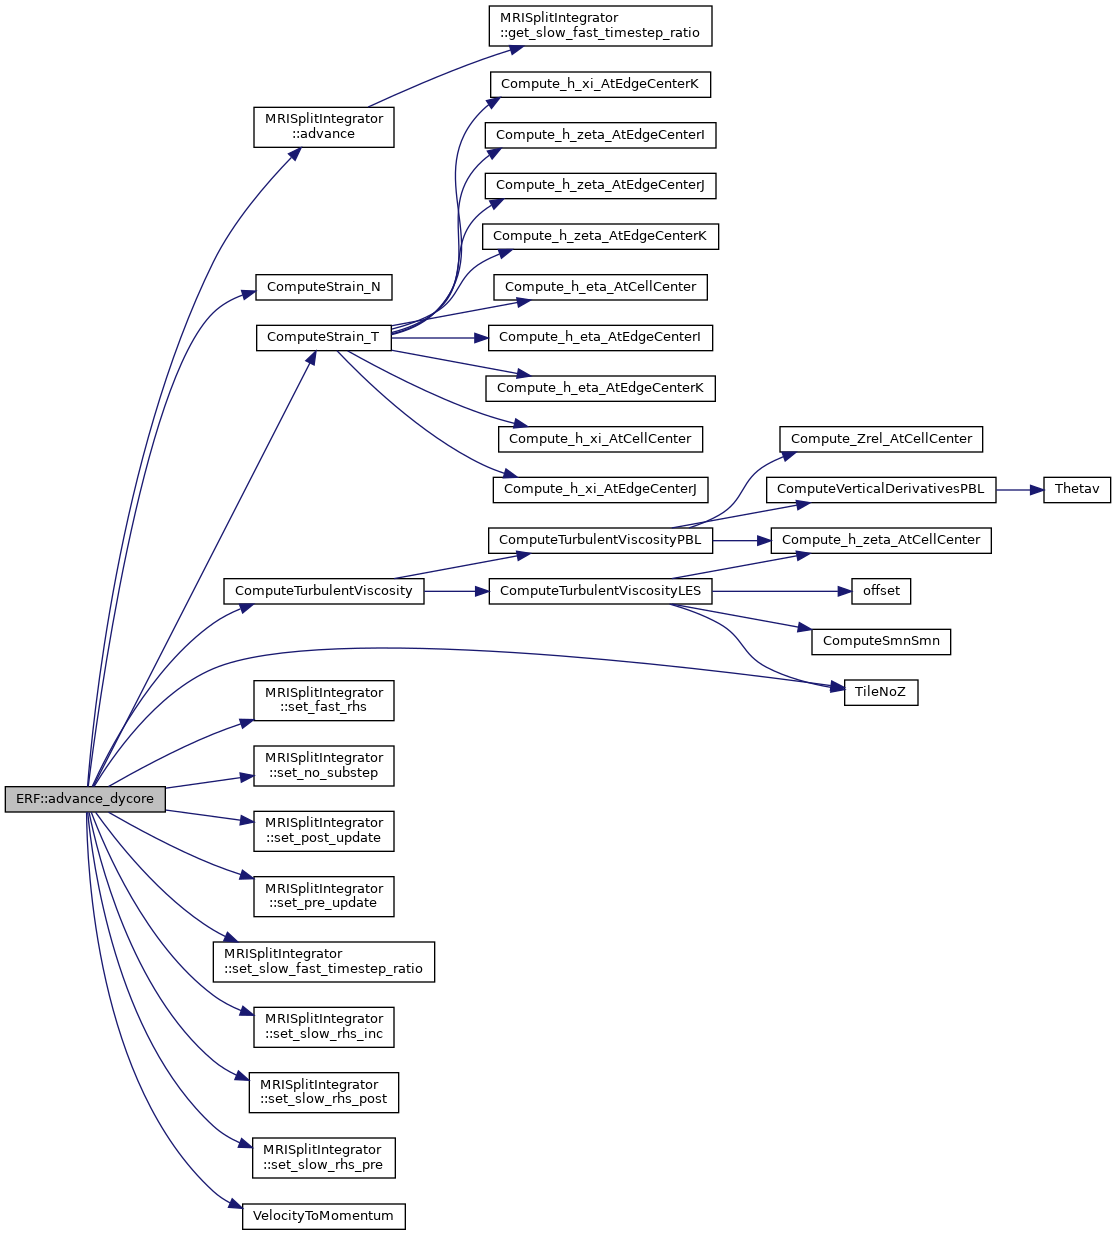 MRISplitIntegrator
::get_slow_fast_timestep_ratio
Compute_h_xi_AtEdgeCenterK
MRISplitIntegrator
::advance
Compute_h_zeta_AtEdgeCenterI
Compute_h_zeta_AtEdgeCenterJ
Compute_h_zeta_AtEdgeCenterK
ComputeStrain_N
Compute_h_eta_AtCellCenter
ComputeStrain_T
Compute_h_eta_AtEdgeCenterI
Compute_h_eta_AtEdgeCenterK
Compute_h_xi_AtCellCenter
Compute_Zrel_AtCellCenter
Compute_h_xi_AtEdgeCenterJ
ComputeVerticalDerivativesPBL
Thetav
ComputeTurbulentViscosityPBL
Compute_h_zeta_AtCellCenter
ComputeTurbulentViscosity
ComputeTurbulentViscosityLES
offset
ComputeSmnSmn
TileNoZ
MRISplitIntegrator
::set_fast_rhs
MRISplitIntegrator
::set_no_substep
ERF::advance_dycore
MRISplitIntegrator
::set_post_update
MRISplitIntegrator
::set_pre_update
MRISplitIntegrator
::set_slow_fast_timestep_ratio
MRISplitIntegrator
::set_slow_rhs_inc
MRISplitIntegrator
::set_slow_rhs_post
MRISplitIntegrator
::set_slow_rhs_pre
VelocityToMomentum